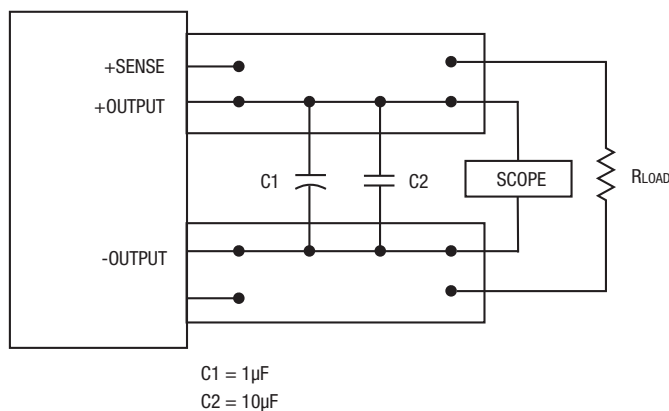 +SENSE
+OUTPUT
C1
C2
SCOPE
RLOAD
-OUTPUT
C1 = 1µF
C2 = 10µF